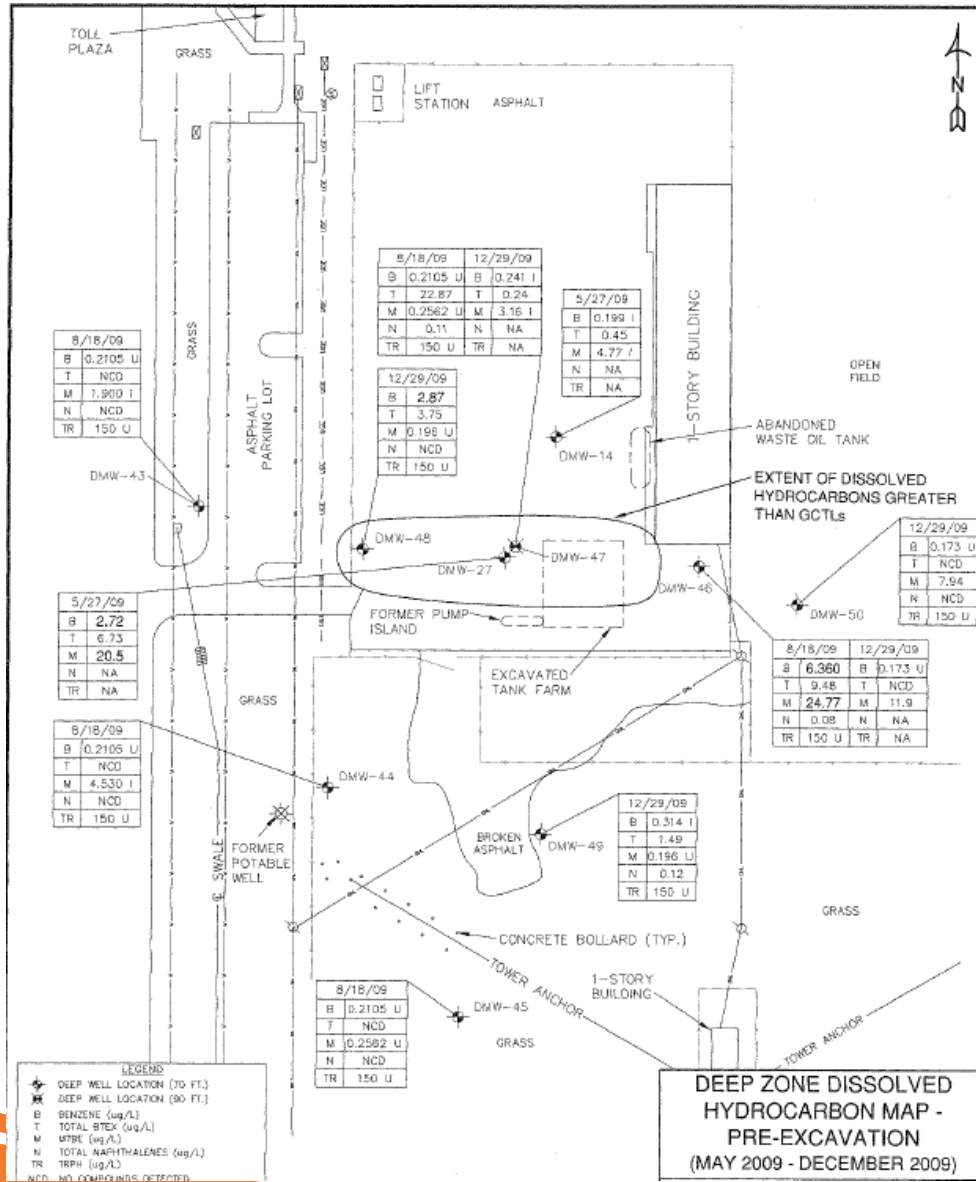 TOLL
PLAZA
GRASS
LIFT
STATION
ASPHALT
N
GRASS
ASPHALT
PARKING LOT
8/18/09 12/29/09
B 0.2105 U B 0.241 I
T 22.87 T 0.24
M 0.2562 U M 3.16 I
N 0.11 N NA
TR 150 U TR NA
5/27/09
B 0.199 I
T 0.45
M 4.77 I
N NA
TR NA
1-STORY BUILDING
OPEN
FIELD
8/18/09
B 0.2105 U
T NCD
M 1.900 I
N NCD
TR 150 U
12/29/09
B 2.87
T 3.75
M 0.196 U
N NCD
TR 150 U
ABANDONED
WASTE OIL TANK
DMW-14
DMW-43
EXTENT OF DISSOLVED
HYDROCARBONS GREATER
THAN GCTLs
12/29/09
B 0.173 U
T NCD
M 7.94
N NCD
TR 150 U
DMW-48
DMW-47
DMW-27
DMW-46
DMW-50
5/27/09
B 2.72
T 6.73
M 20.5
N NA
TR NA
FORMER PUMP
ISLAND
EXCAVATED
TANK FARM
8/18/09 12/29/09
B 6.360 B 0.173 U
T 9.48 T NCD
M 24.77 M 11.9
N 0.08 N NA
TR 150 U TR NA
GRASS
8/18/09
B 0.2105 U
T NCD
M 4.530 I
N NCD
TR 150 U
DMW-44
FORMER
POTABLE
WELL
℄ SWALE
BROKEN
ASPHALT
DMW-49
12/29/09
B 0.314 I
T 1.49
M 0.196 U
N 0.12
TR 150 U
GRASS
CONCRETE BOLLARD (TYP.)
TOWER ANCHOR
1-STORY
BUILDING
TOWER ANCHOR
8/18/09
B 0.2105 U
T NCD
M 0.2562 U
N NCD
TR 150 U
DMW-45
GRASS
LEGEND
DEEP WELL LOCATION (70 FT.)
DEEP WELL LOCATION (90 FT.)
B BENZENE (ug/L)
T TOTAL BTEX (ug/L)
M MTBE (ug/L)
N TOTAL NAPHTHALENES (ug/L)
TR TRPH (ug/L)
NCD NO COMPOUNDS DETECTED
DEEP ZONE DISSOLVED
HYDROCARBON MAP -
PRE-EXCAVATION
(MAY 2009 - DECEMBER 2009)